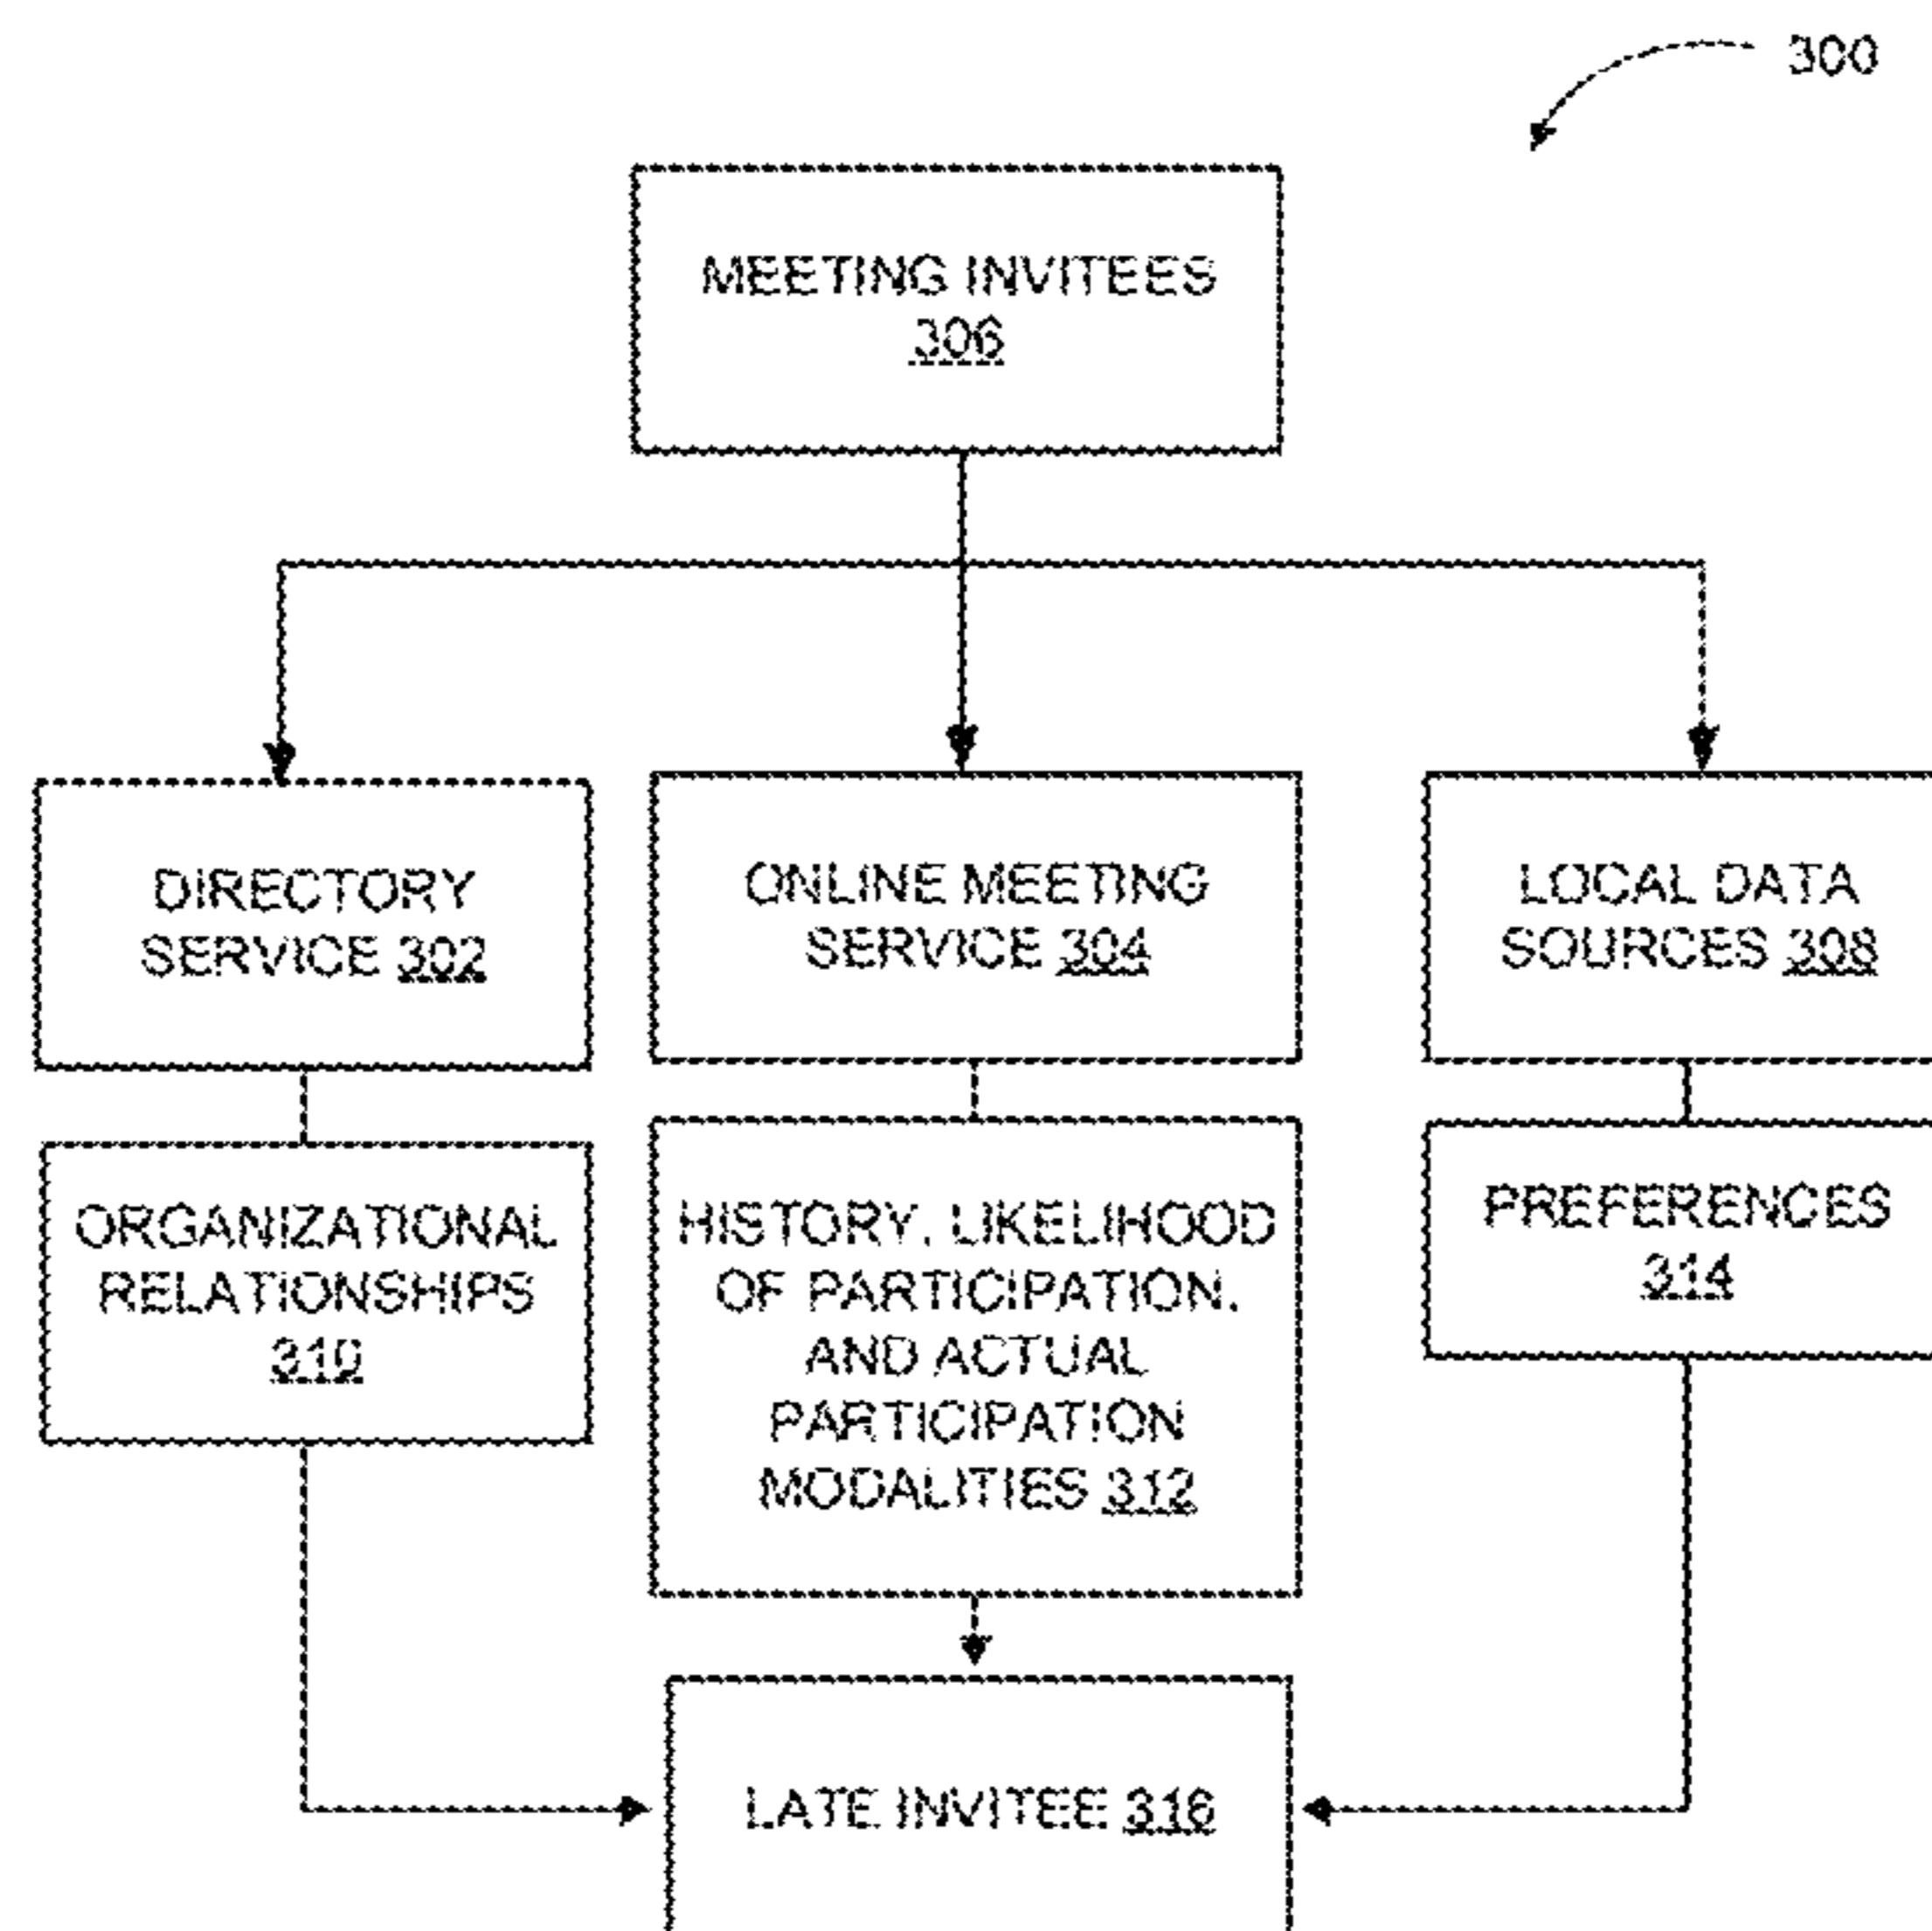 300
MEETING INVITEES
306
DIRECTORY
SERVICE 302
ONLINE MEETING
SERVICE 304
LOCAL DATA
SOURCES 308
ORGANIZATIONAL
RELATIONSHIPS
310
HISTORY, LIKELIHOOD
OF PARTICIPATION,
AND ACTUAL
PARTICIPATION
MODALITIES 312
PREFERENCES
314
LATE INVITEE 316